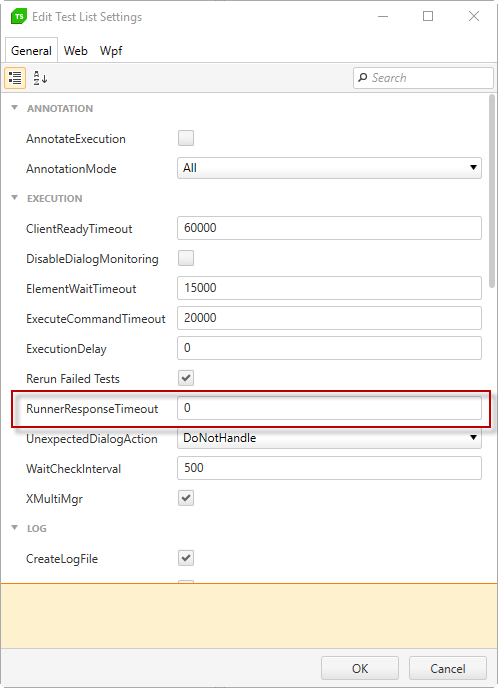 TS Edit Test List Settings
General Web Wpf
A Z Search
ANNOTATION
AnnotateExecution
AnnotationMode All
EXECUTION
ClientReadyTimeout 60000
DisableDialogMonitoring
ElementWaitTimeout 15000
ExecuteCommandTimeout 20000
ExecutionDelay 0
Rerun Failed Tests
RunnerResponseTimeout 0
UnexpectedDialogAction DoNotHandle
WaitCheckInterval 500
XMultiMgr
LOG
CreateLogFile
OK Cancel